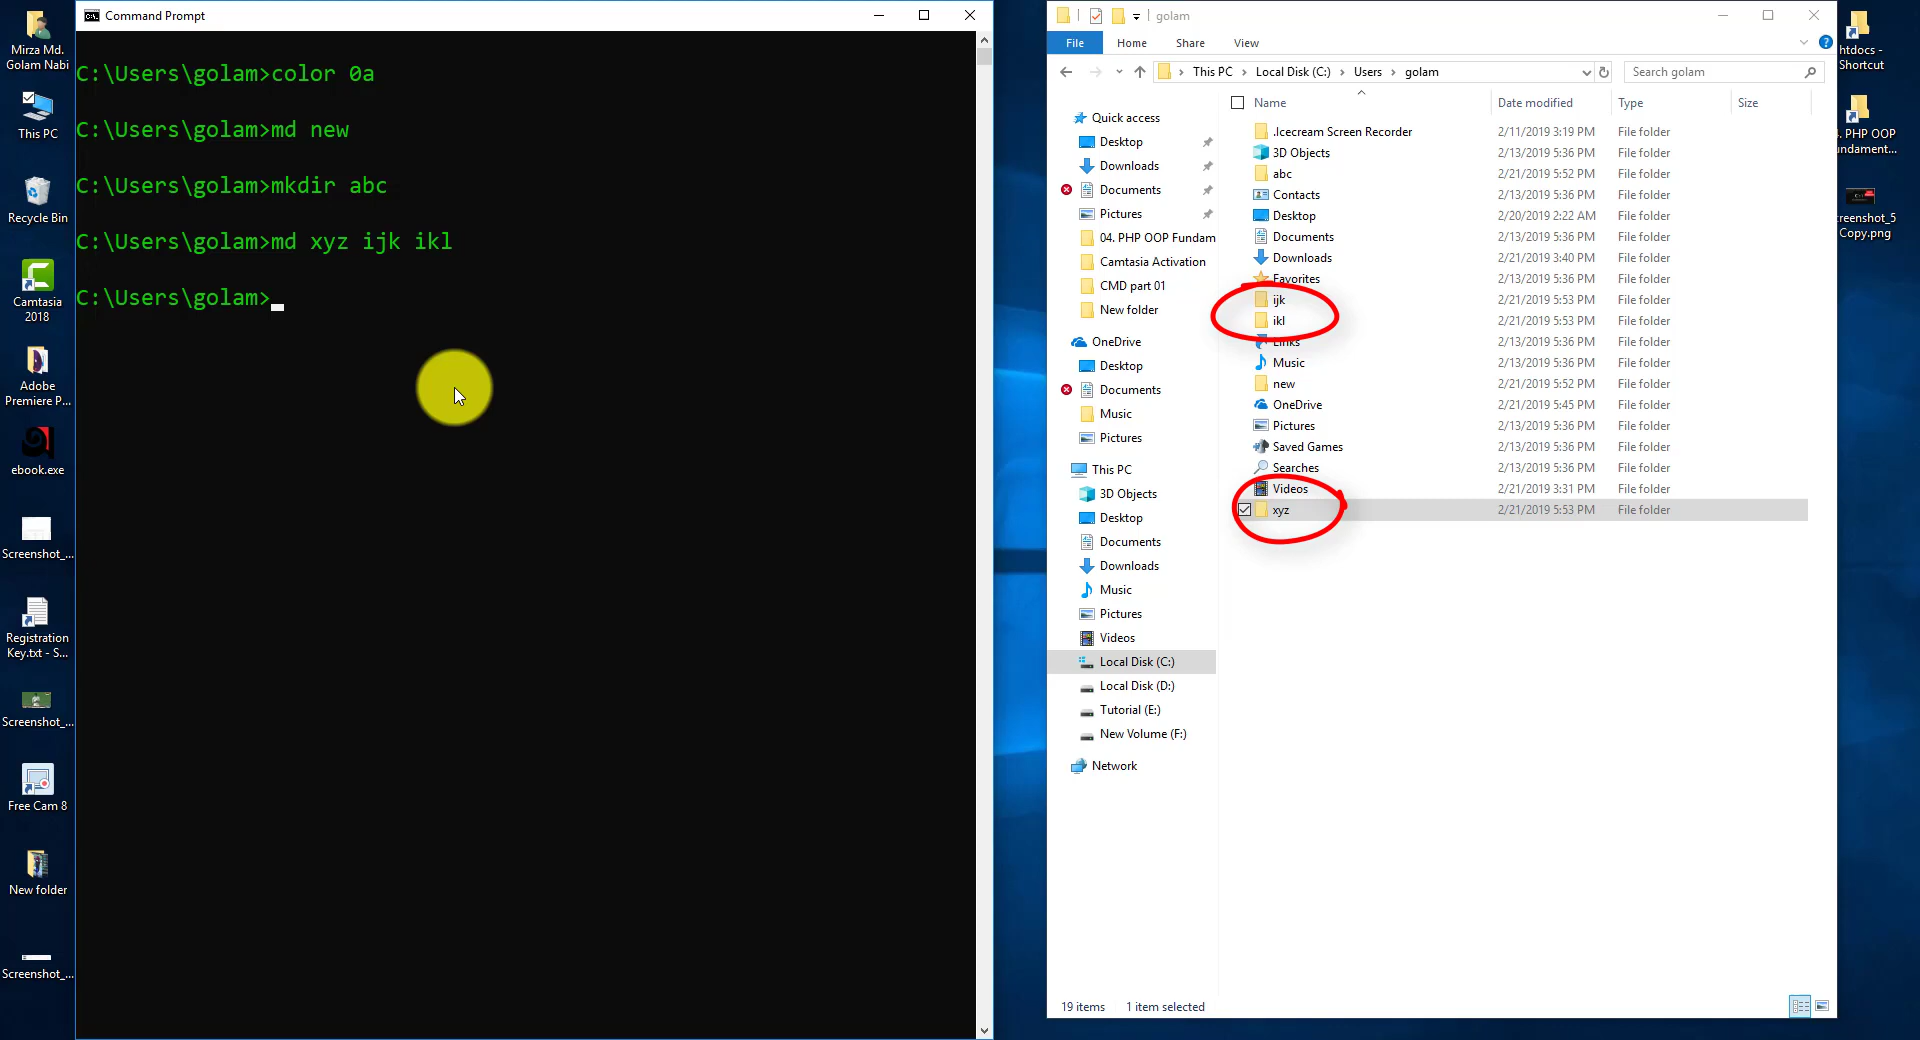 Mirza Md.
Golam Nabi
This PC
Recycle Bin
Camtasia
2018
Adobe
Premiere P...
ebook.exe
Screenshot_...
Registration
Key.txt - S...
Screenshot_...
Free Cam 8
New folder
Screenshot_...
Command Prompt
C:\Users\golam>color 0a
C:\Users\golam>md new
C:\Users\golam>mkdir abc
C:\Users\golam>md xyz ijk ikl
C:\Users\golam>
golam
File Home Share View
This PC > Local Disk (C:) > Users > golam
Search golam
Quick access
Desktop
Downloads
Documents
Pictures
04. PHP OOP Fundam
Camtasia Activation
CMD part 01
New folder
OneDrive
Desktop
Documents
Music
Pictures
This PC
3D Objects
Desktop
Documents
Downloads
Music
Pictures
Videos
Local Disk (C:)
Local Disk (D:)
Tutorial (E:)
New Volume (F:)
Network
Name Date modified Type Size
.Icecream Screen Recorder 2/11/2019 3:19 PM File folder
3D Objects 2/13/2019 5:36 PM File folder
abc 2/21/2019 5:52 PM File folder
Contacts 2/13/2019 5:36 PM File folder
Desktop 2/20/2019 2:22 AM File folder
Documents 2/13/2019 5:36 PM File folder
Downloads 2/21/2019 3:40 PM File folder
Favorites 2/13/2019 5:36 PM File folder
ijk 2/21/2019 5:53 PM File folder
ikl 2/21/2019 5:53 PM File folder
Links 2/13/2019 5:36 PM File folder
Music 2/13/2019 5:36 PM File folder
new 2/21/2019 5:52 PM File folder
OneDrive 2/21/2019 5:45 PM File folder
Pictures 2/13/2019 5:36 PM File folder
Saved Games 2/13/2019 5:36 PM File folder
Searches 2/13/2019 5:36 PM File folder
Videos 2/21/2019 3:31 PM File folder
xyz 2/21/2019 5:53 PM File folder
19 items 1 item selected
htdocs -
Shortcut
4. PHP OOP
undament...
creenshot_5
Copy.png